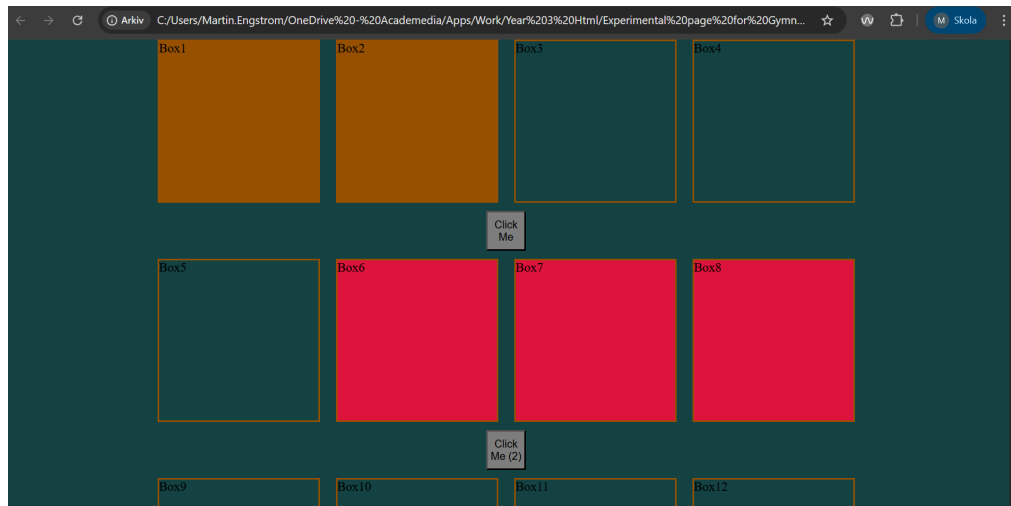 Arkiv C:/Users/Martin.Engstrom/OneDrive%20-%20Academedia/Apps/Work/Year%203%20Html/Experimental%20page%20for%20Gymn... M Skola
Box1 Box2 Box3 Box4
Click
Me
Box5 Box6 Box7 Box8
Click
Me (2)
Box9 Box10 Box11 Box12